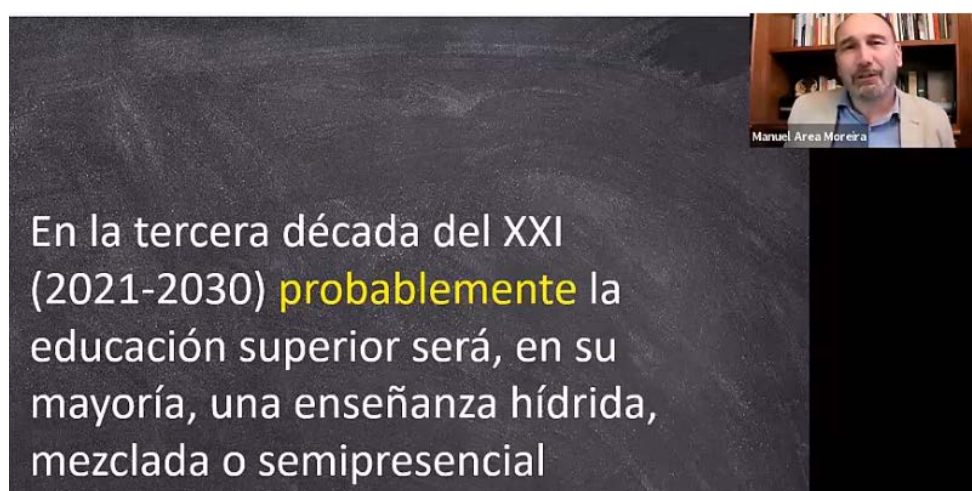 Manuel Area Moreira
En la tercera década del XXI
(2021-2030) probablemente la
educación superior será, en su
mayoría, una enseñanza hídrida,
mezclada o semipresencial